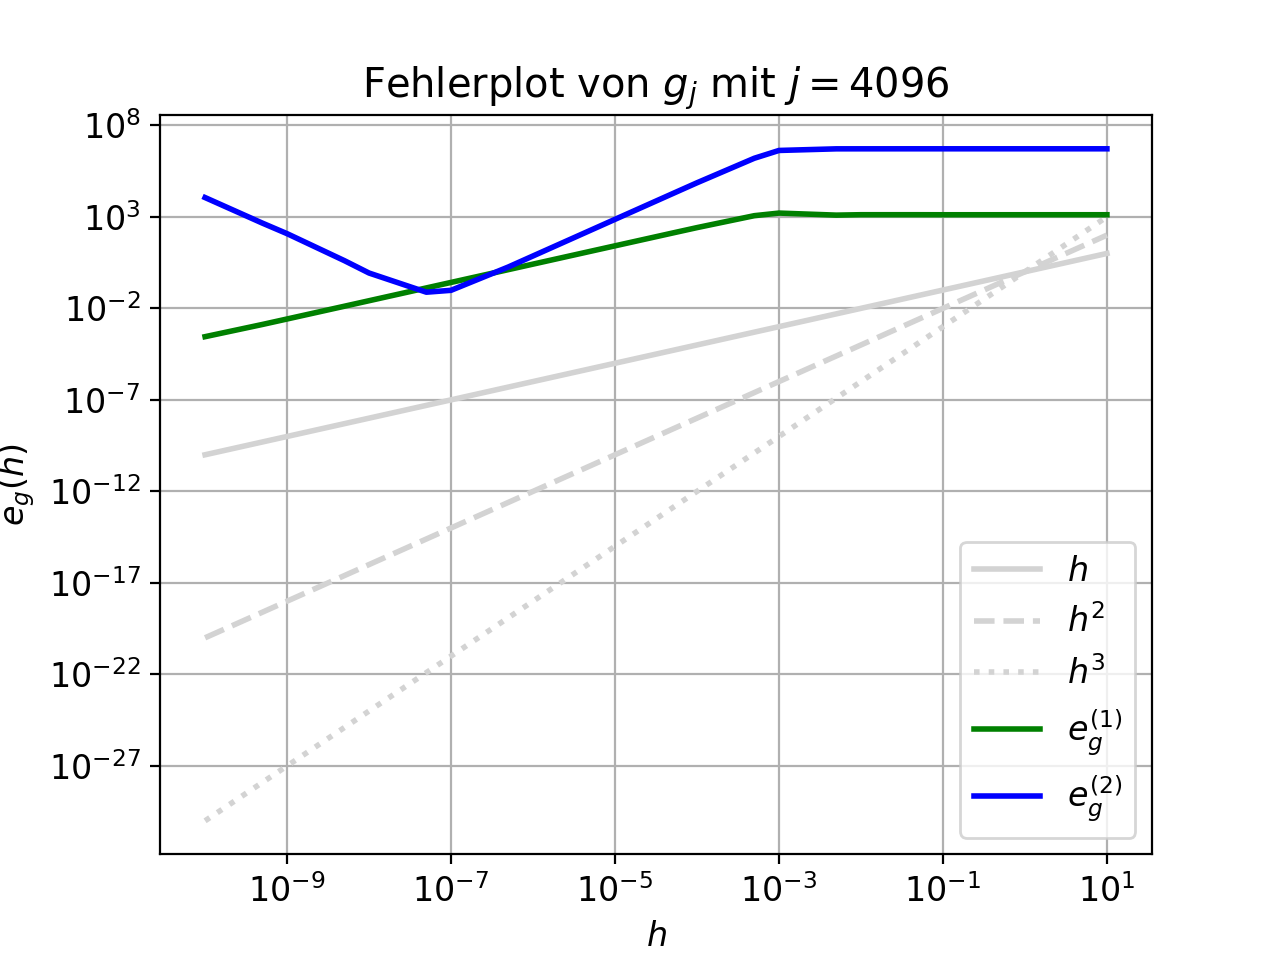 Fehlerplot von $g_j$ mit $j = 4096$
$e_g(h)$
$10^{8}$
$10^{3}$
$10^{-2}$
$10^{-7}$
$10^{-12}$
$10^{-17}$
$10^{-22}$
$10^{-27}$
$h$
$h^2$
$h^3$
$e_g^{(1)}$
$e_g^{(2)}$
$10^{-9}$ $10^{-7}$ $10^{-5}$ $10^{-3}$ $10^{-1}$ $10^{1}$
$h$